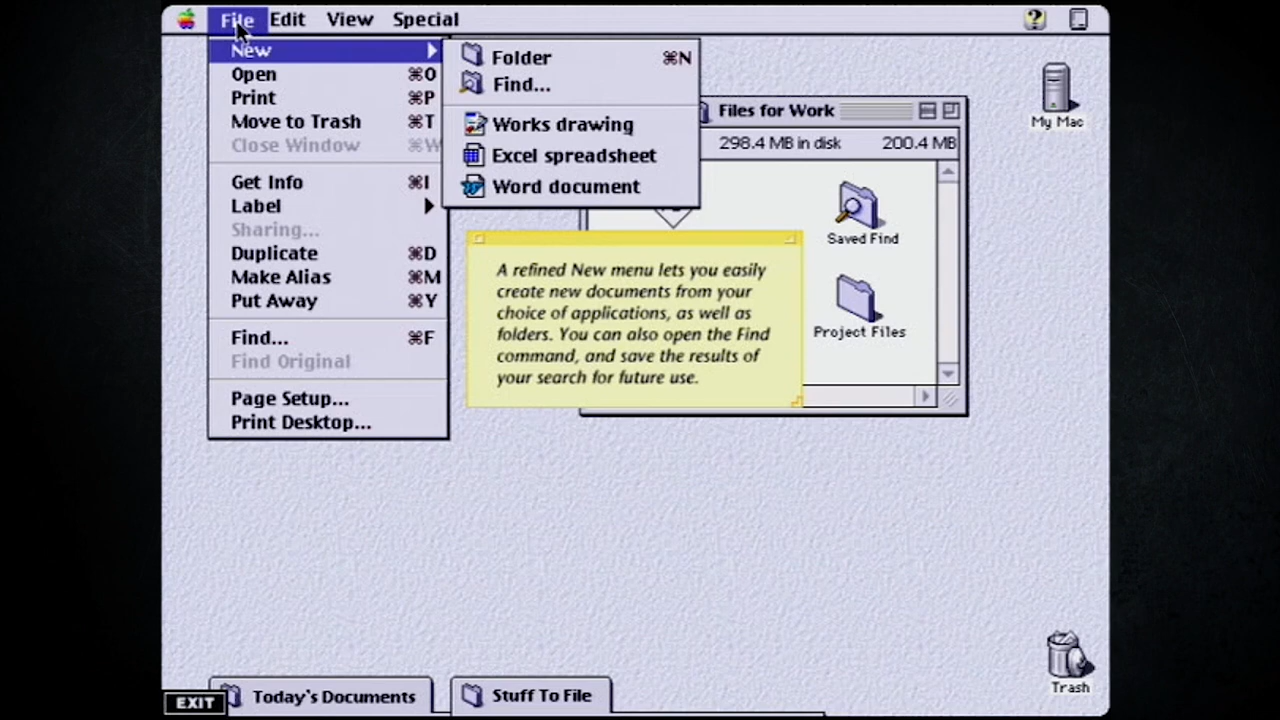 File Edit View Special
New
Open ⌘O
Print ⌘P
Move to Trash ⌘T
Close Window ⌘W
Get Info ⌘I
Label
Sharing...
Duplicate ⌘D
Make Alias ⌘M
Put Away ⌘Y
Find... ⌘F
Find Original
Page Setup...
Print Desktop...
Folder ⌘N
Find...
Works drawing
Excel spreadsheet
Word document
Files for Work
298.4 MB in disk 200.4 MB
Saved Find
Project Files
A refined New menu lets you easily
create new documents from your
choice of applications, as well as
folders. You can also open the Find
command, and save the results of
your search for future use.
My Mac
Trash
EXIT
Today's Documents
Stuff To File